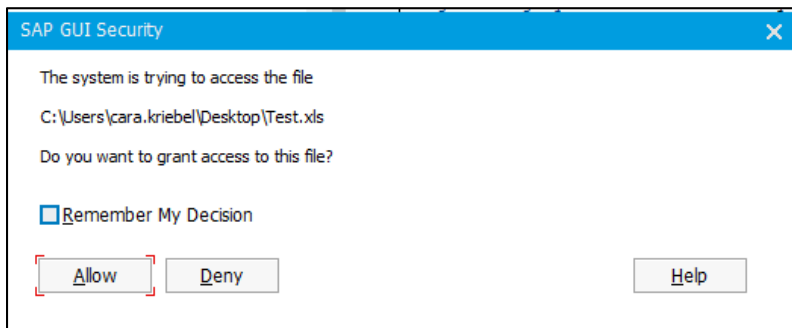 SAP GUI Security
The system is trying to access the file
C:\Users\cara.kriebel\Desktop\Test.xls
Do you want to grant access to this file?
Remember My Decision
Allow Deny Help